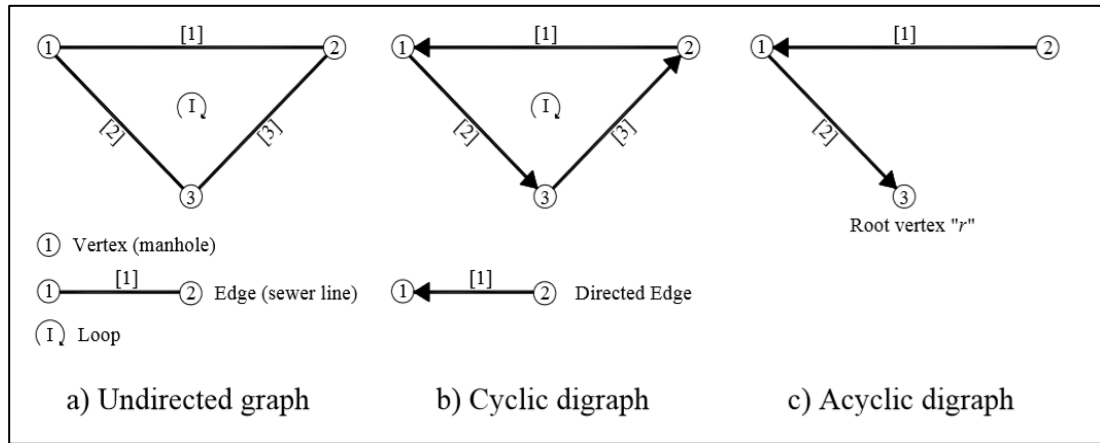 [1]
1
2
I
[2]
[3]
3
[1]
1
2
I
[2]
[3]
3
[1]
1
2
[2]
3
Root vertex "r"
1 Vertex (manhole)
1 [1] 2 Edge (sewer line)
1 [1] 2 Directed Edge
I Loop
a) Undirected graph
b) Cyclic digraph
c) Acyclic digraph